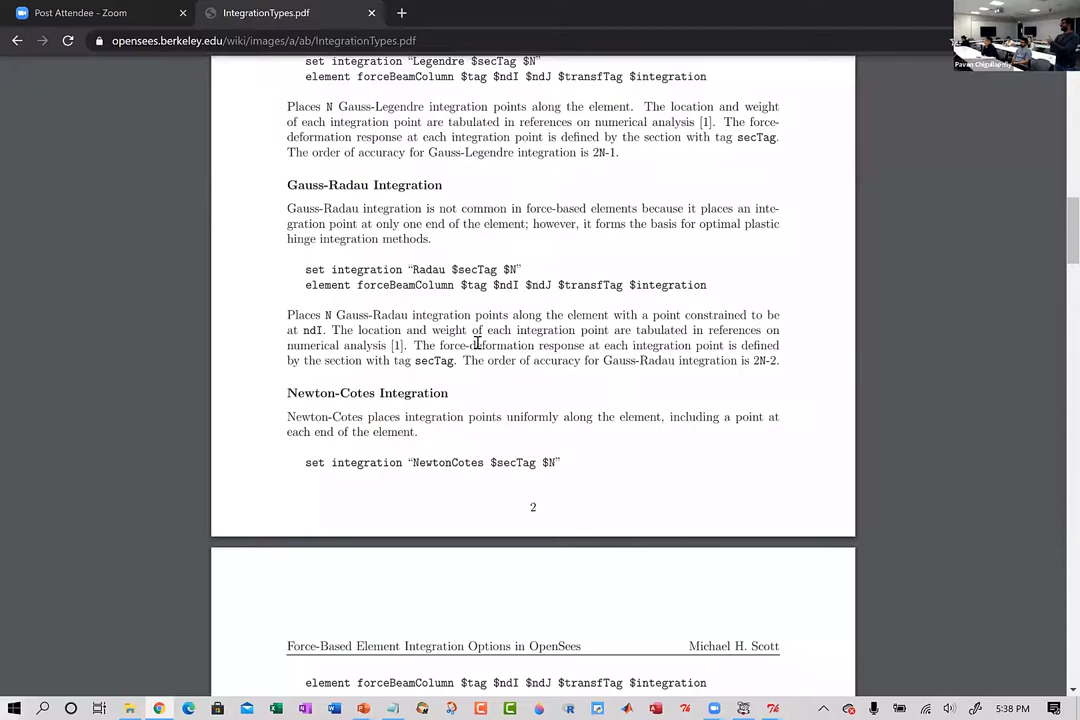 Post Attendee - Zoom
IntegrationTypes.pdf
opensees.berkeley.edu/wiki/images/a/ab/IntegrationTypes.pdf
Pavan Chigullapally
set integration “Legendre $secTag $N”
element forceBeamColumn $tag $ndI $ndJ $transfTag $integration
Places N Gauss-Legendre integration points along the element. The location and weight
of each integration point are tabulated in references on numerical analysis [1]. The force-
deformation response at each integration point is defined by the section with tag secTag.
The order of accuracy for Gauss-Legendre integration is 2N-1.
Gauss-Radau Integration
Gauss-Radau integration is not common in force-based elements because it places an inte-
gration point at only one end of the element; however, it forms the basis for optimal plastic
hinge integration methods.
set integration “Radau $secTag $N”
element forceBeamColumn $tag $ndI $ndJ $transfTag $integration
Places N Gauss-Radau integration points along the element with a point constrained to be
at ndI. The location and weight of each integration point are tabulated in references on
numerical analysis [1]. The force-deformation response at each integration point is defined
by the section with tag secTag. The order of accuracy for Gauss-Radau integration is 2N-2.
Newton-Cotes Integration
Newton-Cotes places integration points uniformly along the element, including a point at
each end of the element.
set integration “NewtonCotes $secTag $N”
2
Force-Based Element Integration Options in OpenSees Michael H. Scott
element forceBeamColumn $tag $ndI $ndJ $transfTag $integration
5:38 PM